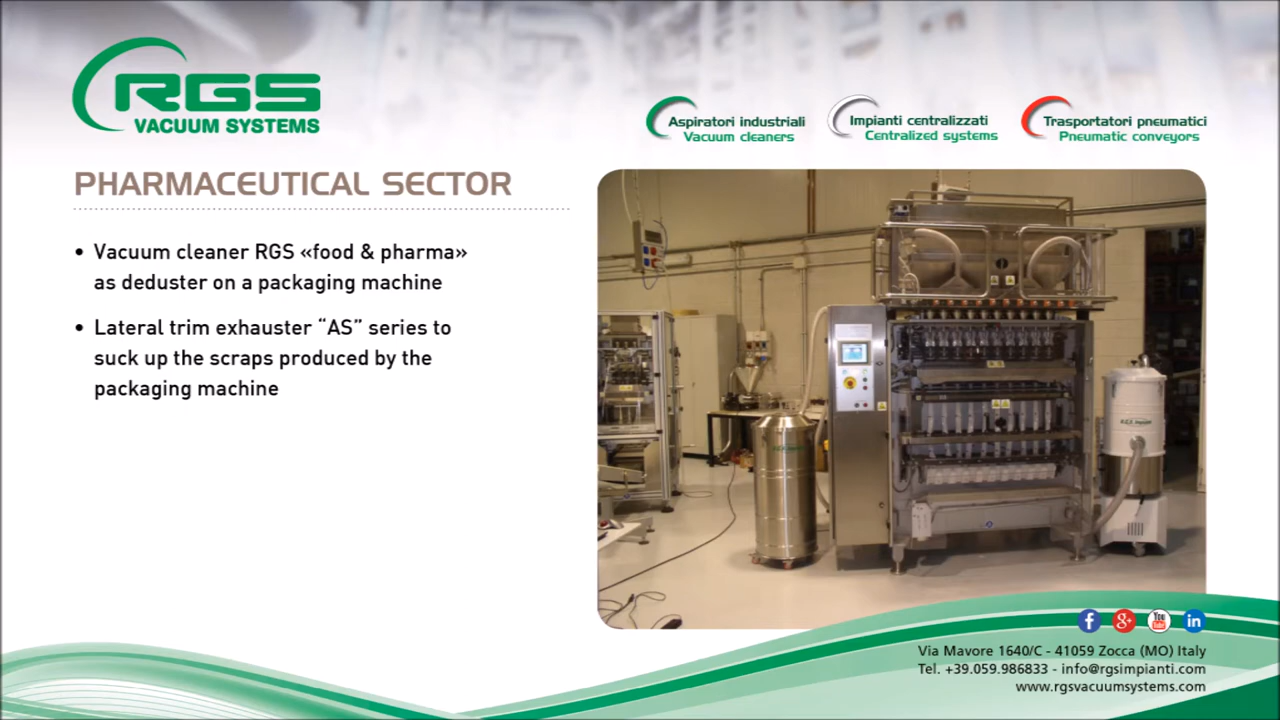 RGS
VACUUM SYSTEMS
Aspiratori industriali
Vacuum cleaners
Impianti centralizzati
Centralized systems
Trasportatori pneumatici
Pneumatic conveyors
PHARMACEUTICAL SECTOR
• Vacuum cleaner RGS «food & pharma»
as deduster on a packaging machine
• Lateral trim exhauster “AS” series to
suck up the scraps produced by the
packaging machine
f g+ You Tube in
Via Mavore 1640/C - 41059 Zocca (MO) Italy
Tel. +39.059.986833 - info@rgsimpianti.com
www.rgsvacuumsystems.com